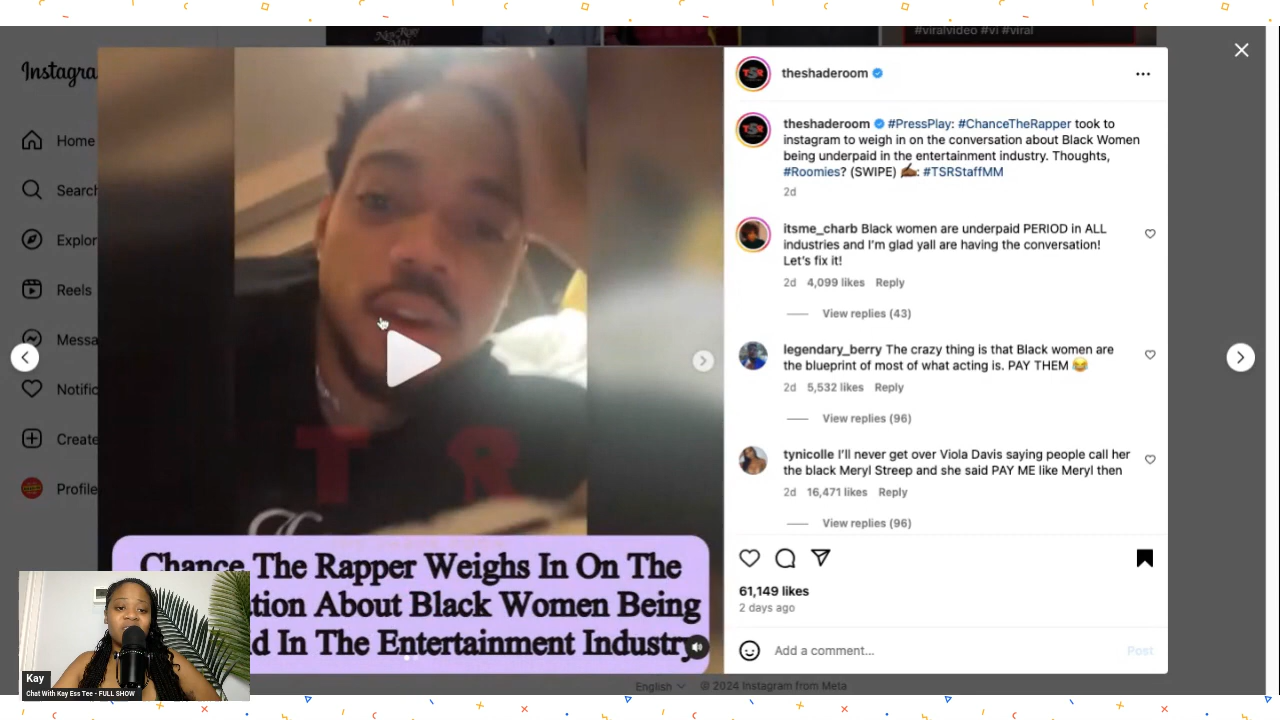 #viralvideo #vi #viral
Instagra
Home
Search
Explor
Reels
Messa
Notific
Create
Profile
TSR
theshaderoom
TSR
theshaderoom #PressPlay: #ChanceTheRapper took to
instagram to weigh in on the conversation about Black Women
being underpaid in the entertainment industry. Thoughts,
#Roomies? (SWIPE) ✍🏾: #TSRStaffMM
2d
itsme_charb Black women are underpaid PERIOD in ALL
industries and I'm glad yall are having the conversation!
Let's fix it!
2d 4,099 likes Reply
View replies (43)
legendary_berry The crazy thing is that Black women are
the blueprint of most of what acting is. PAY THEM 😂
2d 5,532 likes Reply
View replies (96)
tynicolle I'll never get over Viola Davis saying people call her
the black Meryl Streep and she said PAY ME like Meryl then
2d 16,471 likes Reply
View replies (96)
61,149 likes
2 days ago
Add a comment...
Post
T R
Chance The Rapper Weighs In On The
tion About Black Women Being
d In The Entertainment Industry
Kay
Chat With Kay Ess Tee - FULL SHOW
English © 2024 Instagram from Meta